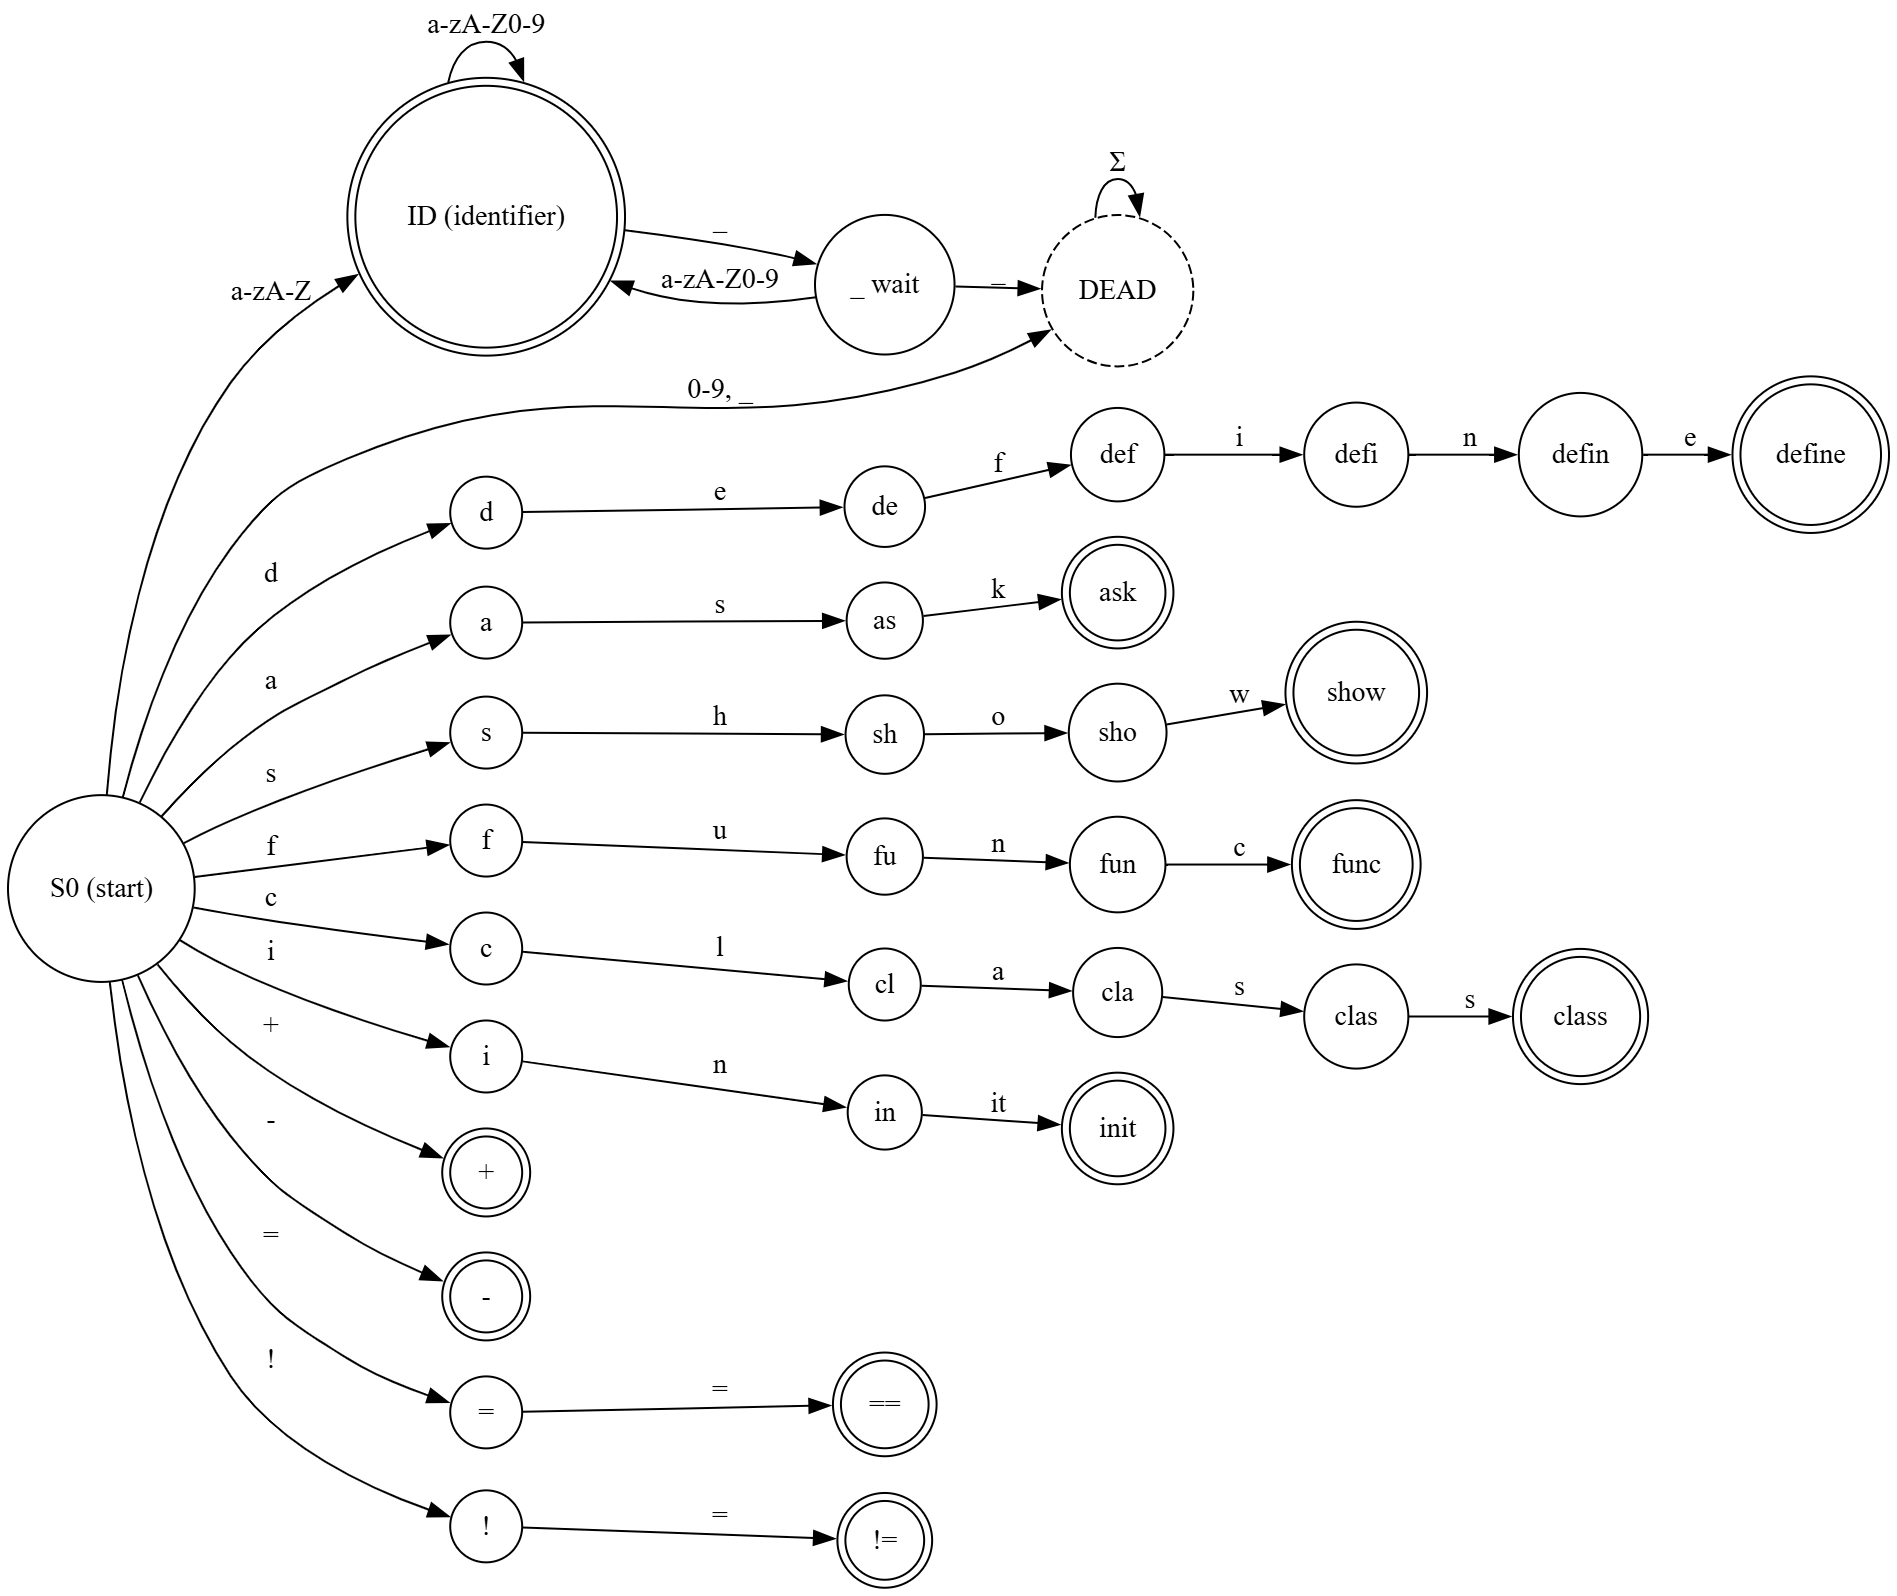 a-zA-Z0-9
ID (identifier)
_
a-zA-Z0-9
_ wait
_
Σ
DEAD
a-zA-Z
0-9, _
d
d
e
de
f
def
i
defi
n
defin
e
define
a
a
s
as
k
ask
s
s
h
sh
o
sho
w
show
S0 (start)
f
f
u
fu
n
fun
c
func
c
c
l
cl
a
cla
s
clas
s
class
i
i
n
in
it
init
+
+
-
-
=
=
=
==
!
!
=
!=